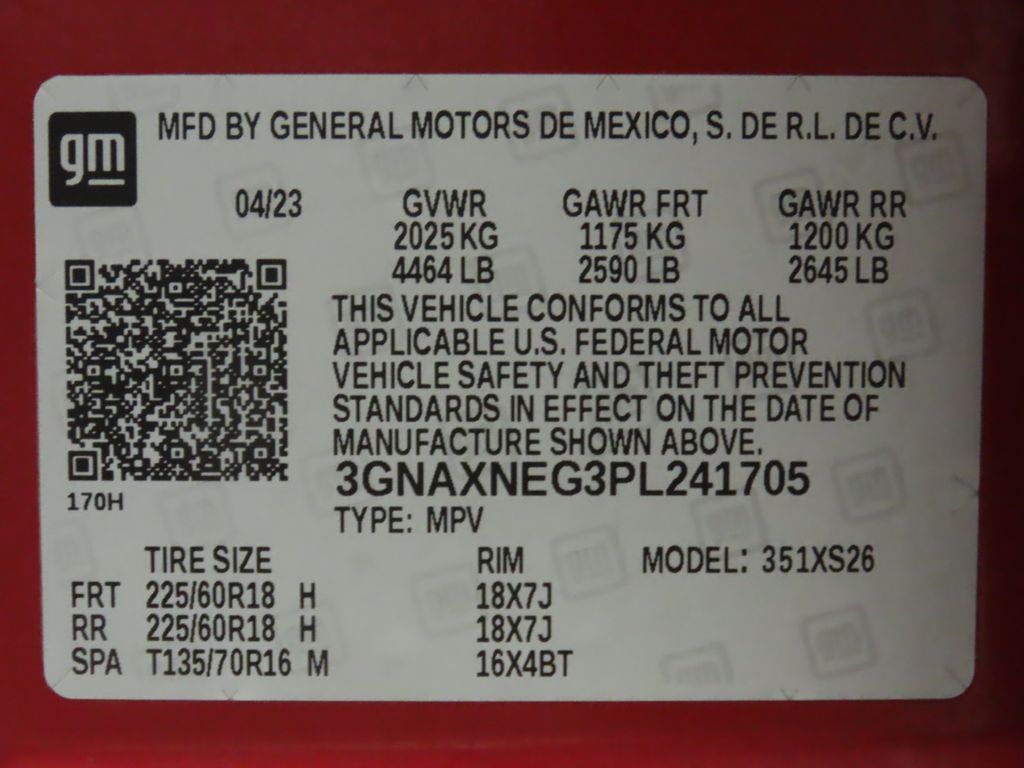 gm MFD BY GENERAL MOTORS DE MEXICO, S. DE R.L. DE C.V.
04/23 GVWR GAWR FRT GAWR RR
2025 KG 1175 KG 1200 KG
4464 LB 2590 LB 2645 LB
THIS VEHICLE CONFORMS TO ALL
APPLICABLE U.S. FEDERAL MOTOR
VEHICLE SAFETY AND THEFT PREVENTION
STANDARDS IN EFFECT ON THE DATE OF
MANUFACTURE SHOWN ABOVE.
3GNAXNEG3PL241705
170H
TYPE: MPV
TIRE SIZE RIM MODEL: 351XS26
FRT 225/60R18 H 18X7J
RR 225/60R18 H 18X7J
SPA T135/70R16 M 16X4BT